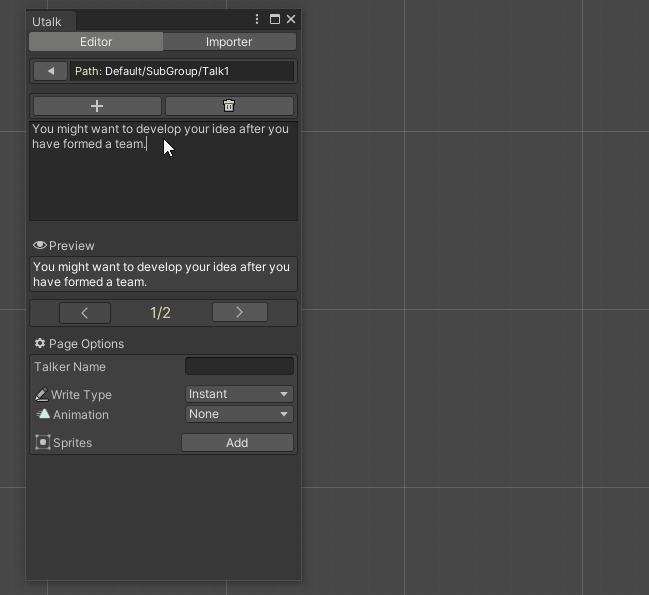 Utalk
Editor
Importer
Path: Default/SubGroup/Talk1
You might want to develop your idea after you
have formed a team.
Preview
You might want to develop your idea after you
have formed a team.
1/2
Page Options
Talker Name
Write Type
Instant
Animation
None
Sprites
Add